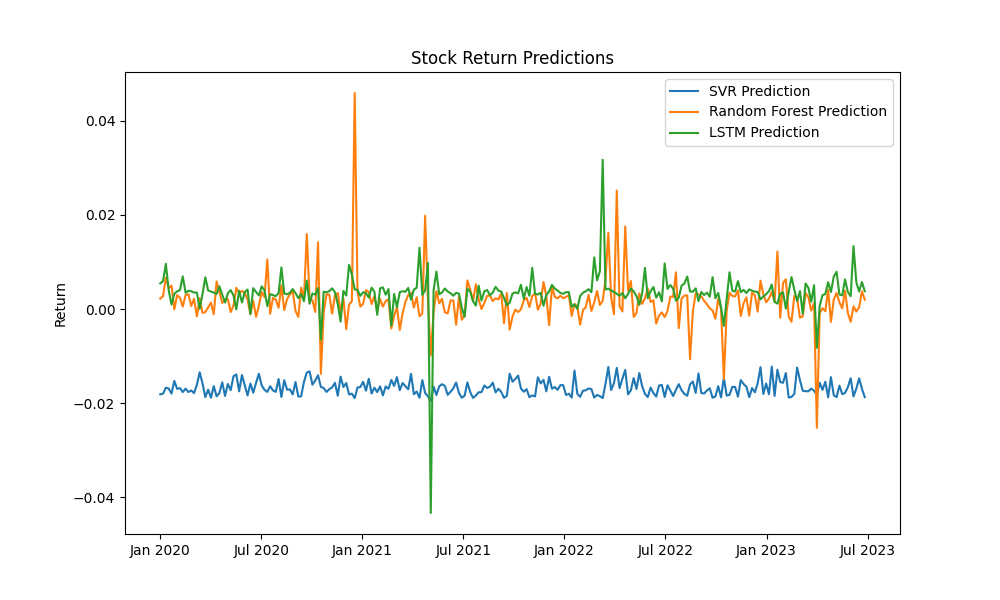 Stock Return Predictions
SVR Prediction
Random Forest Prediction
LSTM Prediction
Return
0.04
0.02
0.00
−0.02
−0.04
Jan 2020
Jul 2020
Jan 2021
Jul 2021
Jan 2022
Jul 2022
Jan 2023
Jul 2023